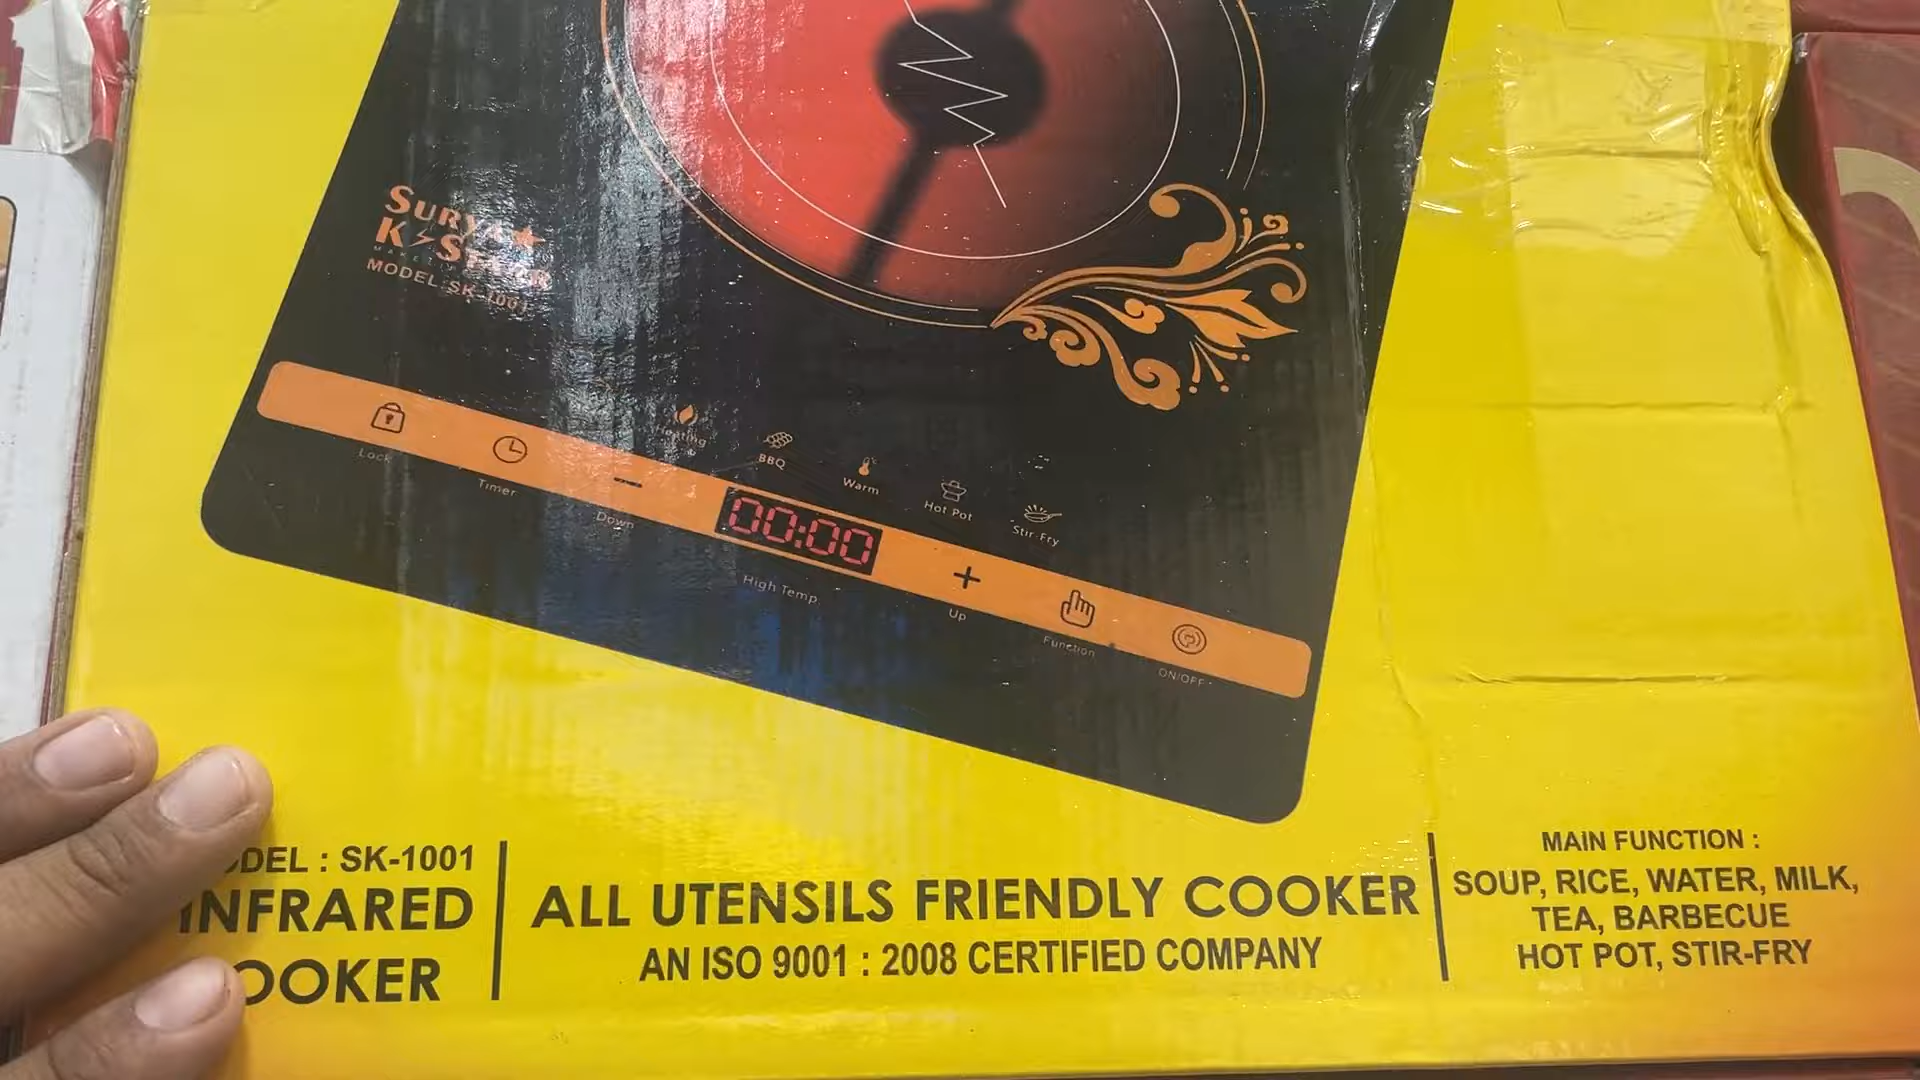 SURYA
K STAR
MODEL:SK-1001
Lock
Timer
Down
Heating
BBQ
Warm
Hot Pot
Stir-Fry
00:00
High Temp.
Up
Function
ON/OFF
ODEL : SK-1001
INFRARED
OOKER
ALL UTENSILS FRIENDLY COOKER
AN ISO 9001 : 2008 CERTIFIED COMPANY
MAIN FUNCTION :
SOUP, RICE, WATER, MILK,
TEA, BARBECUE
HOT POT, STIR-FRY